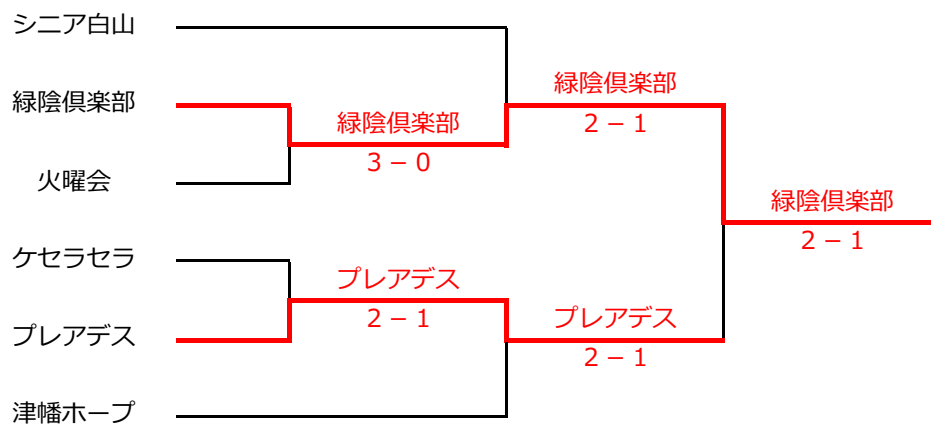 シニア白山
緑陰倶楽部
火曜会
ケセラセラ
プレアデス
津幡ホープ
緑陰倶楽部
3 − 0
プレアデス
2 − 1
緑陰倶楽部
2 − 1
プレアデス
2 − 1
緑陰倶楽部
2 − 1